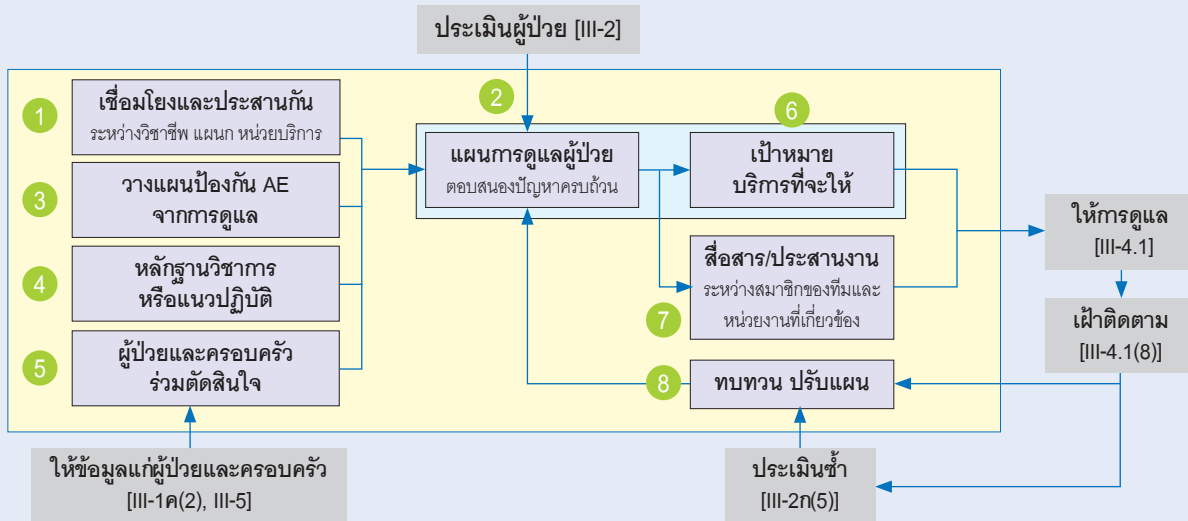 ประเมินผู้ป่วย [III-2]
1
เชื่อมโยงและประสานกัน
ระหว่างวิชาชีพ แผนก หน่วยบริการ
2
แผนการดูแลผู้ป่วย
ตอบสนองปัญหาครบถ้วน
6
เป้าหมาย
บริการที่จะให้
3
วางแผนป้องกัน AE
จากการดูแล
4
หลักฐานวิชาการ
หรือแนวปฏิบัติ
5
ผู้ป่วยและครอบครัว
ร่วมตัดสินใจ
7
สื่อสาร/ประสานงาน
ระหว่างสมาชิกของทีมและ
หน่วยงานที่เกี่ยวข้อง
8
ทบทวน ปรับแผน
ให้การดูแล
[III-4.1]
เฝ้าติดตาม
[III-4.1(8)]
ให้ข้อมูลแก่ผู้ป่วยและครอบครัว
[III-1ค(2), III-5]
ประเมินซ้ำ
[III-2ก(5)]